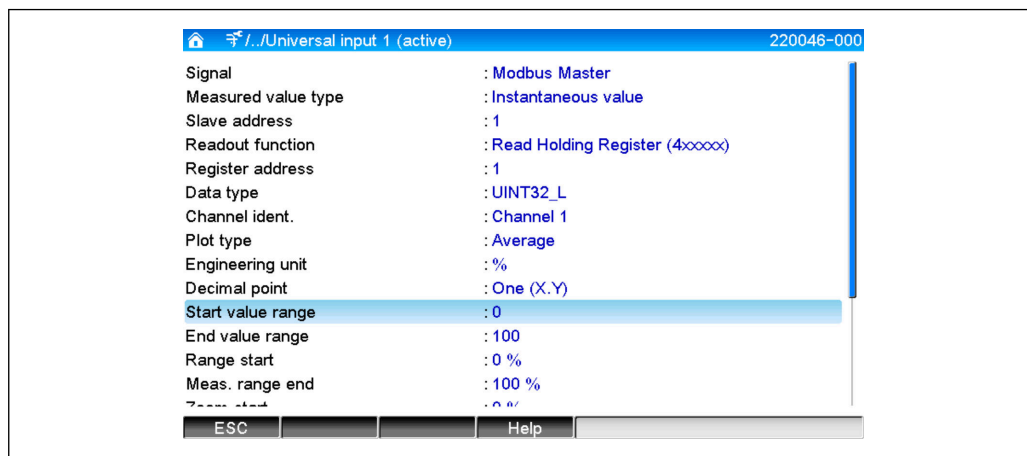 /../Universal input 1 (active) 220046-000
Signal : Modbus Master
Measured value type : Instantaneous value
Slave address : 1
Readout function : Read Holding Register (4xxxxx)
Register address : 1
Data type : UINT32_L
Channel ident. : Channel 1
Plot type : Average
Engineering unit : %
Decimal point : One (X.Y)
Start value range : 0
End value range : 100
Range start : 0 %
Meas. range end : 100 %
Zoom start : 0 %
ESC Help